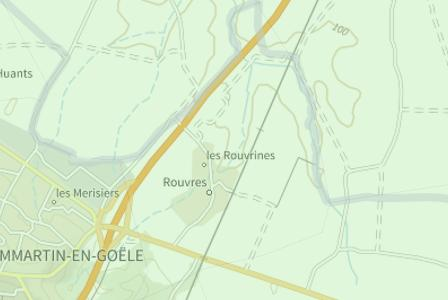 100
Huants
les Rouvrines
Rouvres
les Merisiers
MMARTIN-EN-GOËLE